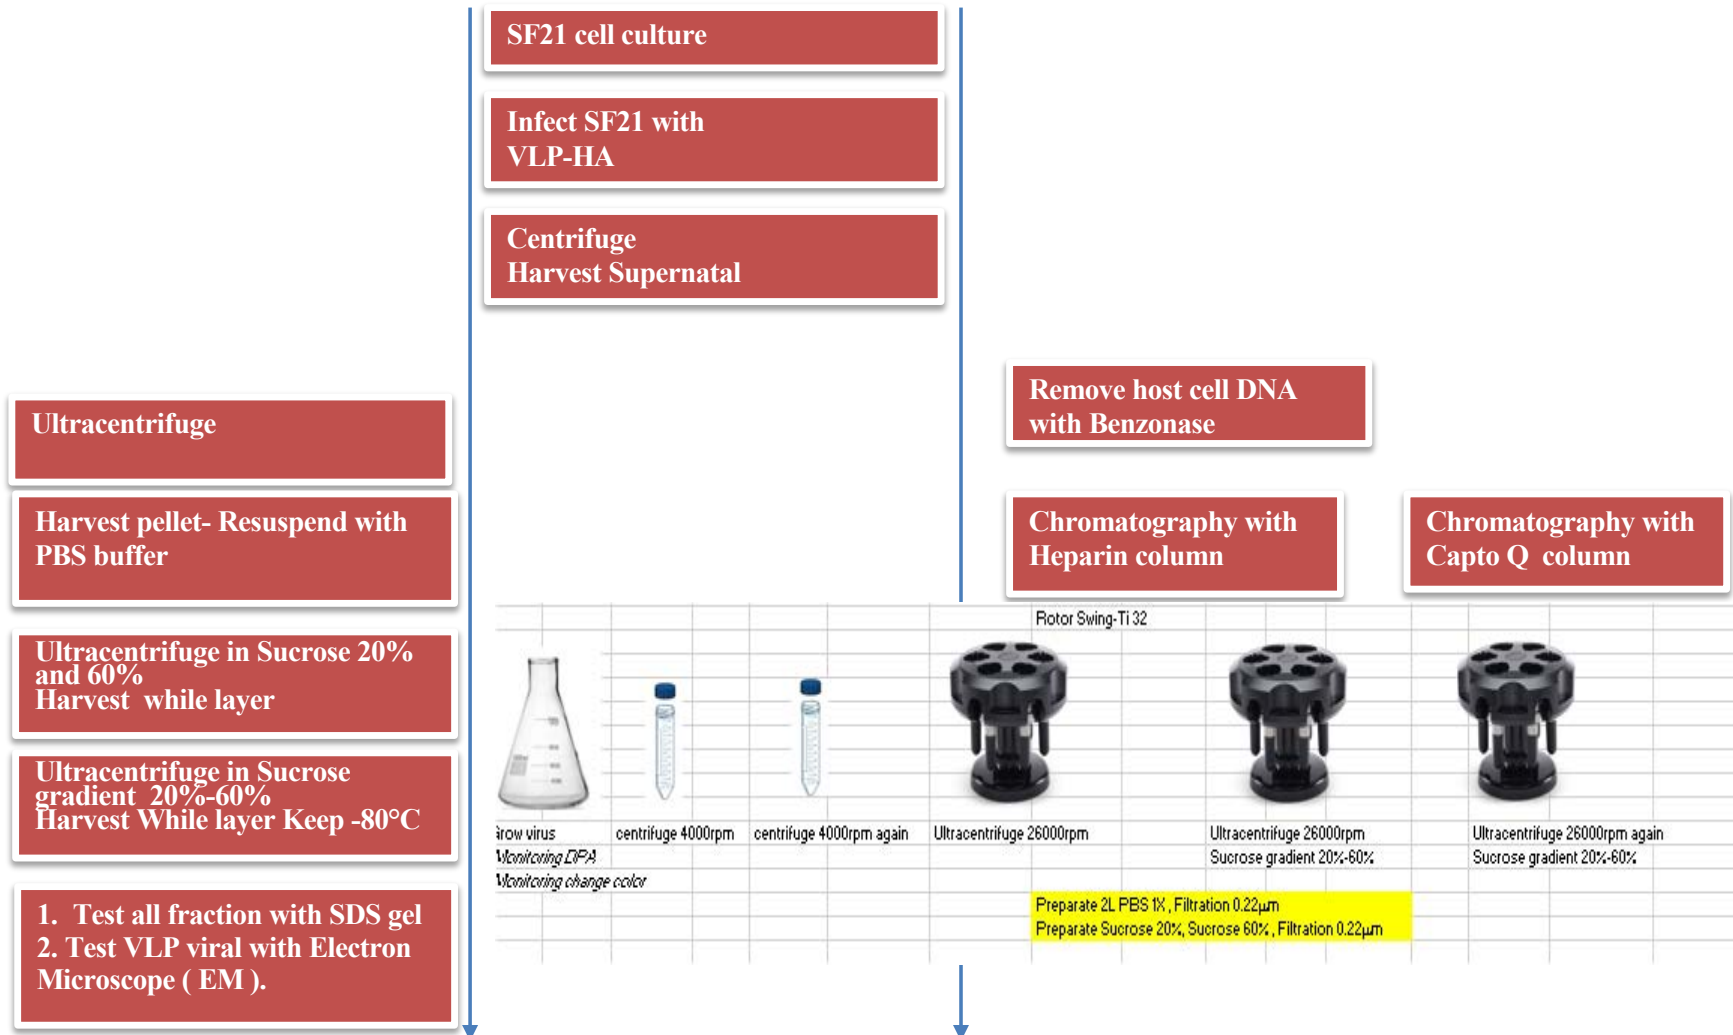 SF21 cell culture
Infect SF21 with
VLP-HA
Centrifuge
Harvest Supernatal
Remove host cell DNA
with Benzonase
Ultracentrifuge
Harvest pellet- Resuspend with
PBS buffer
Chromatography with
Heparin column
Chromatography with
Capto Q column
Ultracentrifuge in Sucrose 20%
and 60%
Harvest while layer
Ultracentrifuge in Sucrose
gradient 20%-60%
Harvest While layer Keep -80°C
1. Test all fraction with SDS gel
2. Test VLP viral with Electron
Microscope ( EM ).
Rotor Swing-Ti 32
Grow virus
centrifuge 4000rpm
centrifuge 4000rpm again
Ultracentrifuge 26000rpm
Ultracentrifuge 26000rpm
Ultracentrifuge 26000rpm again
Monitoring
Sucrose gradient 20%-60%
Sucrose gradient 20%-60%
Monitoring change color
Preparate 2L PBS 1X , Filtration 0.22µm
Preparate Sucrose 20%, Sucrose 60% , Filtration 0.22µm